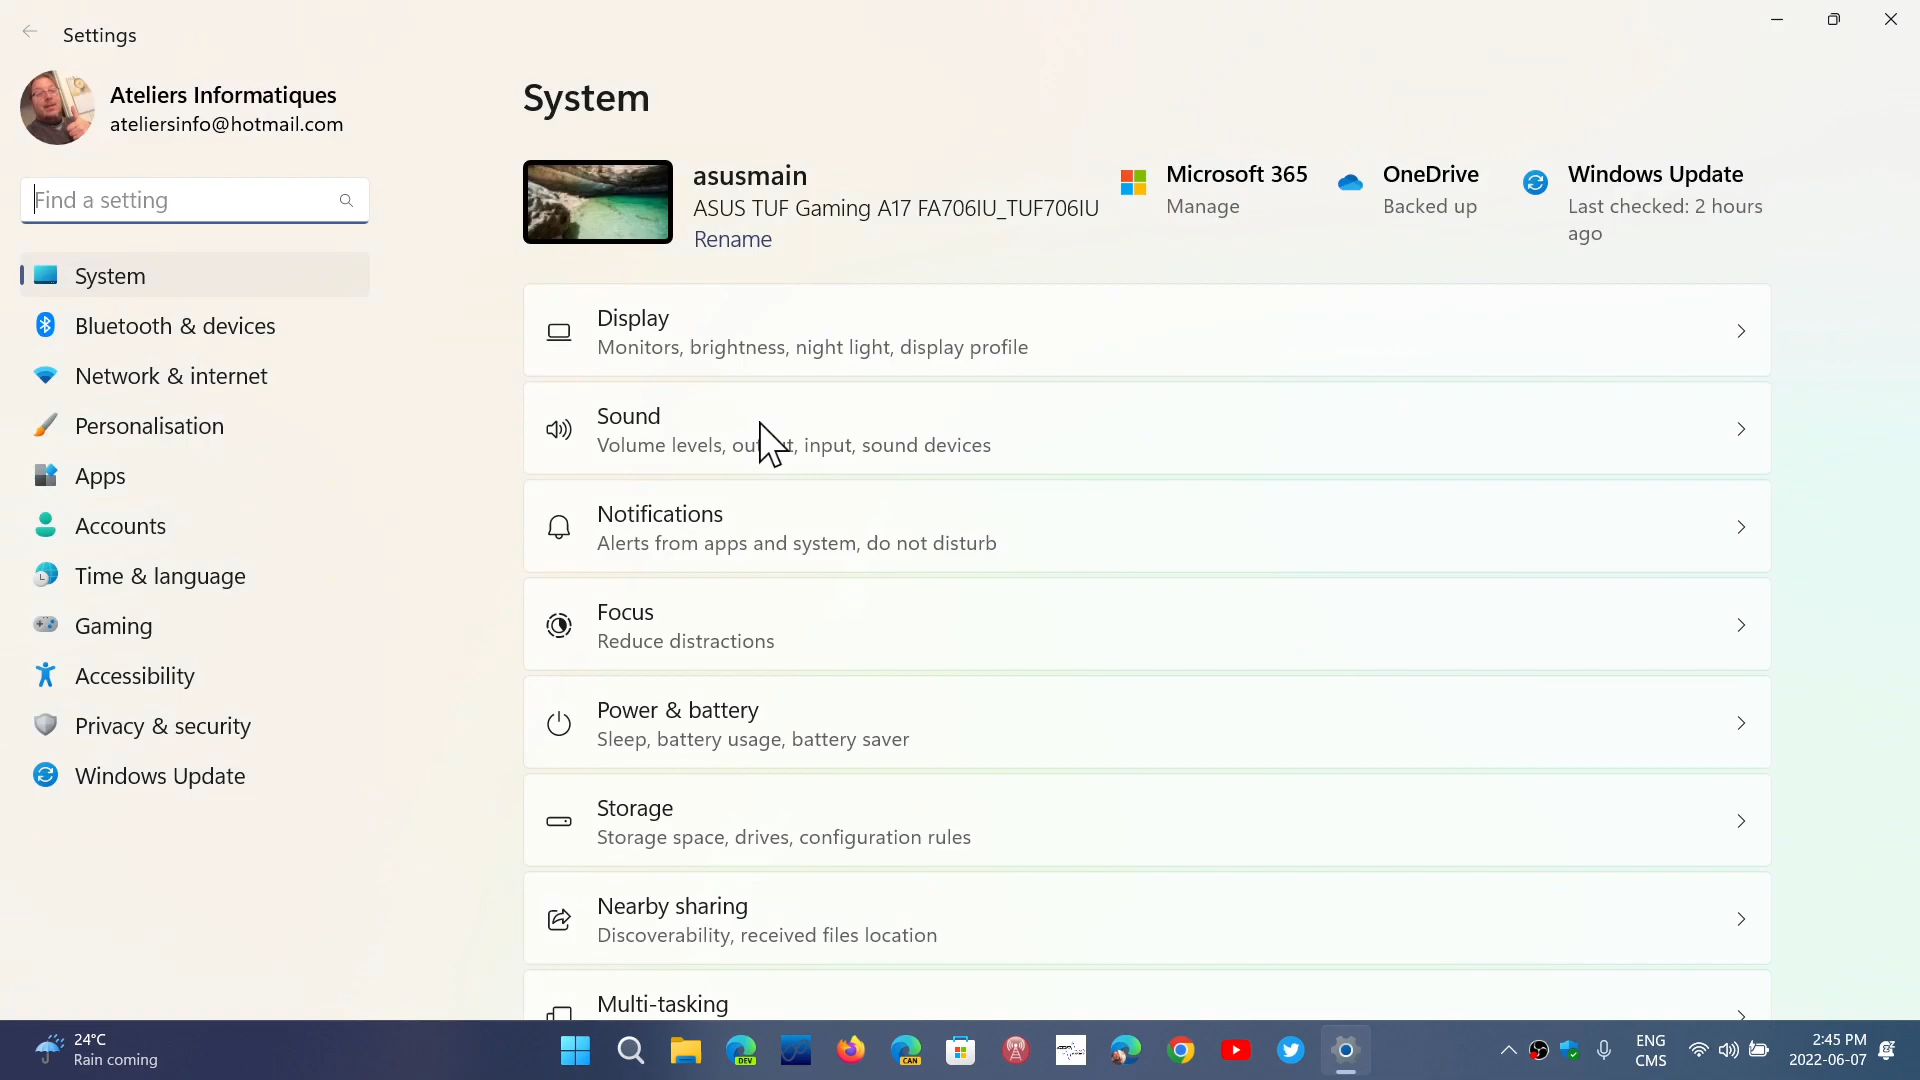 Settings
Ateliers Informatiques
ateliersinfo@hotmail.com
Find a setting
System
Bluetooth & devices
Network & internet
Personalisation
Apps
Accounts
Time & language
Gaming
Accessibility
Privacy & security
Windows Update
System
asusmain
ASUS TUF Gaming A17 FA706IU_TUF706IU
Rename
Microsoft 365
Manage
OneDrive
Backed up
Windows Update
Last checked: 2 hours
ago
Display
Monitors, brightness, night light, display profile
Sound
Volume levels, output, input, sound devices
Notifications
Alerts from apps and system, do not disturb
Focus
Reduce distractions
Power & battery
Sleep, battery usage, battery saver
Storage
Storage space, drives, configuration rules
Nearby sharing
Discoverability, received files location
Multi-tasking
24°C
Rain coming
DEV
CAN
ENG
CMS
2:45 PM
2022-06-07